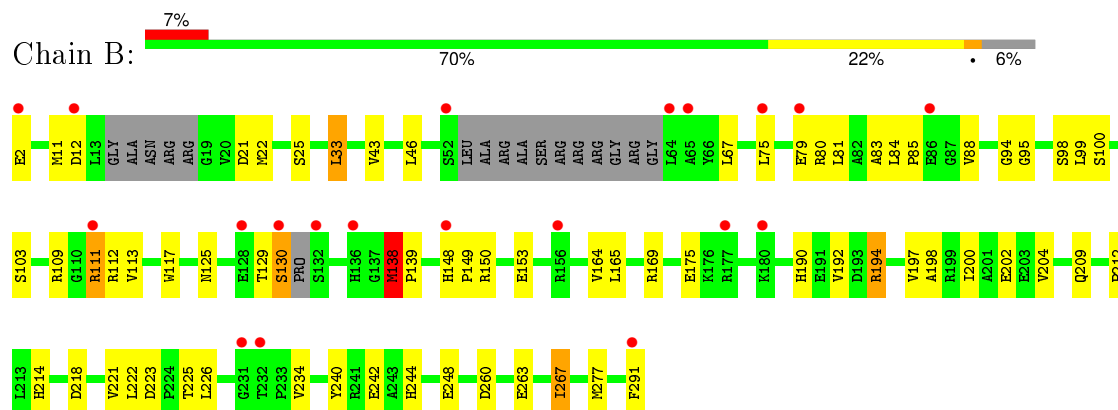 7%
Chain B:
70% 22% • 6%
E2 M11 D12 L13 GLY ALA ASN ARG ARG G19 V20 D21 M22 S25 L33 V43 L46 S52 LEU ALA ARG ALA SER ARG ARG ARG GLY ARG GLY L64 A65 Y66 L67 L75 E79 R80 L81 A82 A83 L84 P85 E86 G87 V88 G94 G95 S98 L99 S100
S103 R109 G110 R111 R112 V113 W117 N125 E128 T129 S130 PRO S132 H136 G137 M138 P139 H148 P149 R150 E153 R156 V164 L165 R169 E175 K176 R177 K180 H190 E191 V192 D193 R194 V197 A198 R199 I200 A201 E202 E203 V204 Q209
L213 H214 D218 V221 L222 D223 P224 T225 L226 G231 T232 P233 V234 Y240 R241 E242 A243 H244 E248 D260 E263 I267 M277 F291